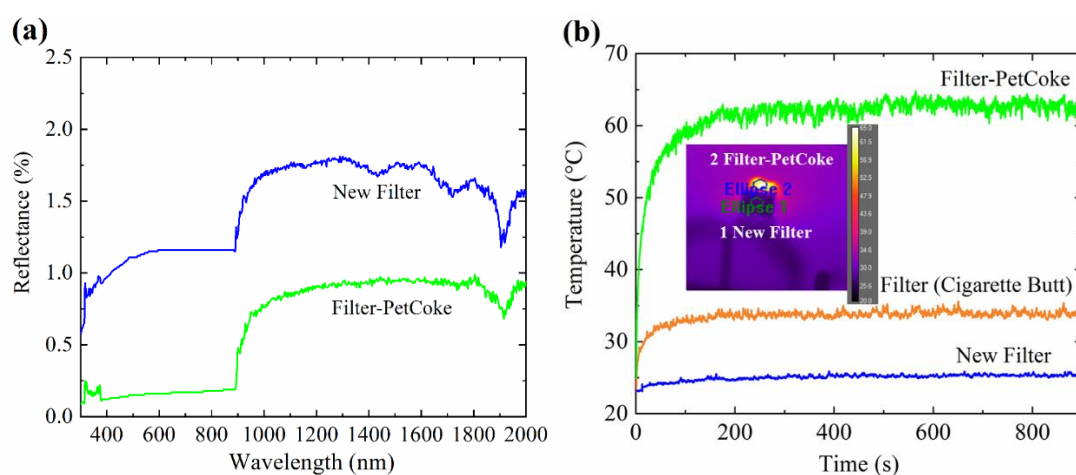 (a)
2.5
2.0
1.5
1.0
0.5
0.0
Reflectance (%)
New Filter
Filter-PetCoke
300 600 800 1000 1200 1400 1600 1800 2000
Wavelength (nm)
(b)
70
60
50
40
30
20
Temperature (°C)
Filter-PetCoke
2 Filter-PetCoke
Ellipse 2
Ellipse 1
1 New Filter
65.0
Filter (Cigarette Butt)
New Filter
0 200 400 600 800
Time (s)